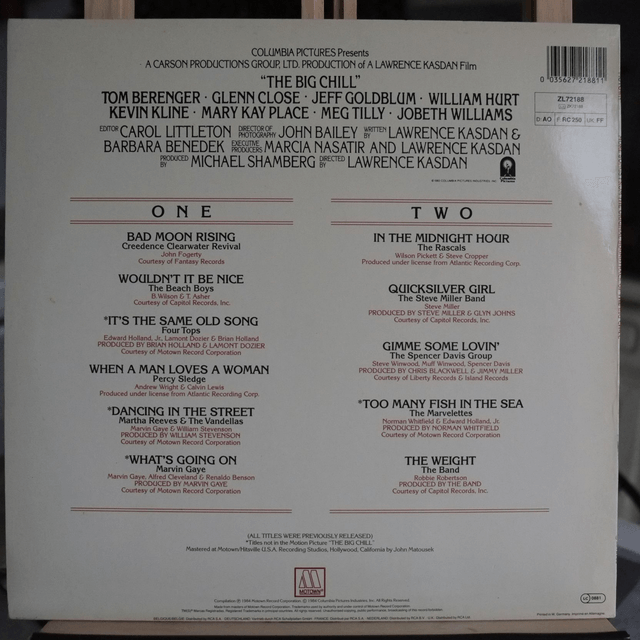 COLUMBIA PICTURES Presents
A CARSON PRODUCTIONS GROUP, LTD. PRODUCTION of A LAWRENCE KASDAN Film
"THE BIG CHILL"
TOM BERENGER · GLENN CLOSE · JEFF GOLDBLUM · WILLIAM HURT
KEVIN KLINE · MARY KAY PLACE · MEG TILLY · JOBETH WILLIAMS
EDITOR CAROL LITTLETON DIRECTOR OF PHOTOGRAPHY JOHN BAILEY WRITTEN BY LAWRENCE KASDAN &
BARBARA BENEDEK EXECUTIVE PRODUCERS MARCIA NASATIR AND LAWRENCE KASDAN
PRODUCED BY MICHAEL SHAMBERG DIRECTED BY LAWRENCE KASDAN
0 035627 218811
ZL72188
D: AO F: RC 250 UK: FP
Columbia Pictures
ONE
BAD MOON RISING
Creedence Clearwater Revival
John Fogerty
Courtesy of Fantasy Records
WOULDN'T IT BE NICE
The Beach Boys
B. Wilson & T. Asher
Courtesy of Capitol Records, Inc.
*IT'S THE SAME OLD SONG
Four Tops
Edward Holland, Jr., Lamont Dozier & Brian Holland
PRODUCED BY BRIAN HOLLAND & LAMONT DOZIER
Courtesy of Motown Record Corporation
WHEN A MAN LOVES A WOMAN
Percy Sledge
Andrew Wright & Calvin Lewis
Produced under license from Atlantic Recording Corp.
*DANCING IN THE STREET
Martha Reeves & The Vandellas
Marvin Gaye & William Stevenson
PRODUCED BY WILLIAM STEVENSON
Courtesy of Motown Record Corporation
*WHAT'S GOING ON
Marvin Gaye
Marvin Gaye, Alfred Cleveland & Renaldo Benson
PRODUCED BY MARVIN GAYE
Courtesy of Motown Record Corporation
TWO
IN THE MIDNIGHT HOUR
The Rascals
Wilson Pickett & Steve Cropper
Produced under license from Atlantic Recording Corp.
QUICKSILVER GIRL
The Steve Miller Band
Steve Miller
PRODUCED BY STEVE MILLER & GLYN JOHNS
Courtesy of Capitol Records, Inc.
GIMME SOME LOVIN'
The Spencer Davis Group
Steve Winwood, Muff Winwood, Spencer Davis
PRODUCED BY CHRIS BLACKWELL & JIMMY MILLER
Courtesy of Liberty Records & Island Records
*TOO MANY FISH IN THE SEA
The Marvelettes
Norman Whitfield & Edward Holland, Jr.
PRODUCED BY NORMAN WHITFIELD
Courtesy of Motown Record Corporation
THE WEIGHT
The Band
Robbie Robertson
PRODUCED BY THE BAND
Courtesy of Capitol Records, Inc.
(ALL TITLES WERE PREVIOUSLY RELEASED)
*Titles not in the Motion Picture "THE BIG CHILL"
Mastered at Motown/Hitsville U.S.A. Recording Studios, Hollywood, California by John Matousek
M
MOTOWN
LC 0981